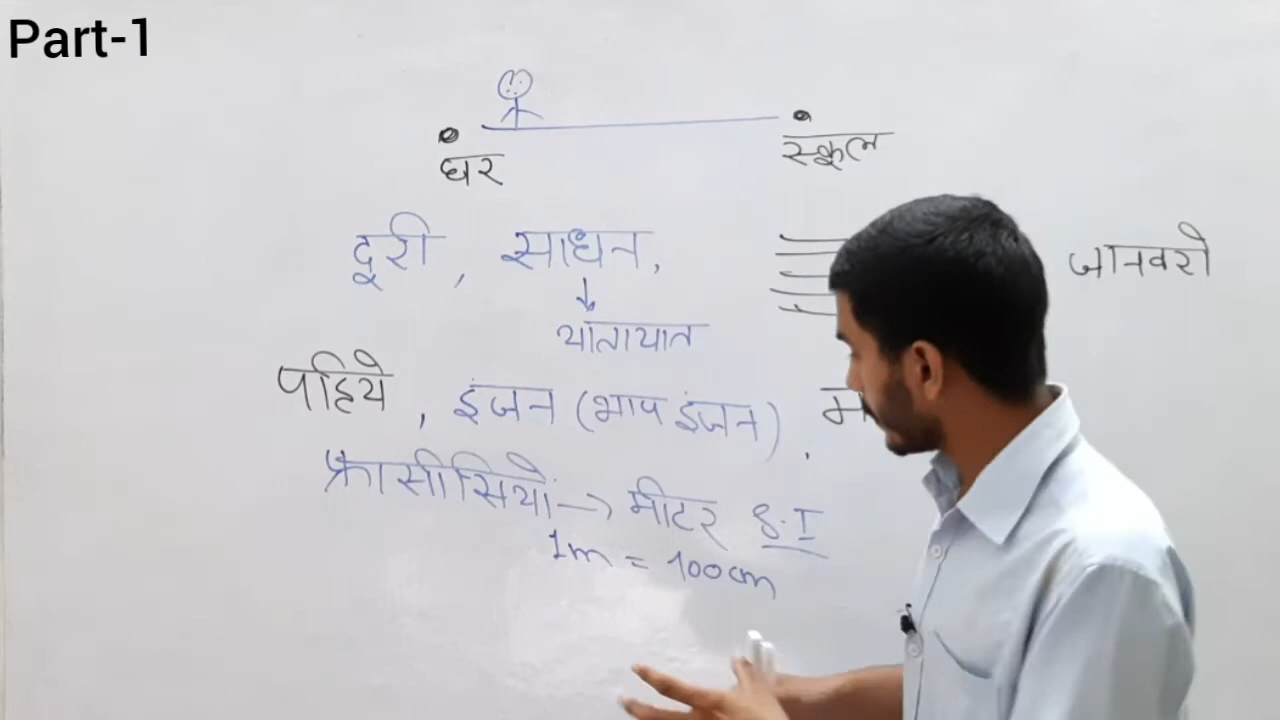 Part-1
घर
स्कूल
दूरी, साधन,
जानवरो
↓
यातायात
पहिये, इंजन (भाप इंजन).
फ्रासीसियों → मीटर S.I
1m = 100cm